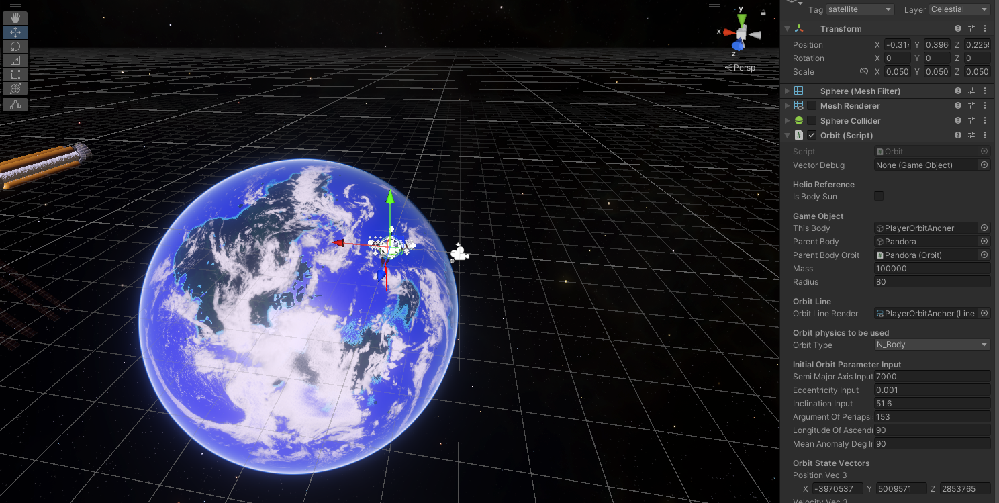 Tag satellite Layer Celestial
Transform
Position X -0.314 Y 0.396 Z 0.225
Rotation X 0 Y 0 Z 0
Scale X 0.050 Y 0.050 Z 0.050
Sphere (Mesh Filter)
Mesh Renderer
Sphere Collider
# Orbit (Script)
Script Orbit
Vector Debug None (Game Object)
Helio Reference
Is Body Sun
Game Object
This Body PlayerOrbitAncher
Parent Body Pandora
Parent Body Orbit Pandora (Orbit)
Mass 100000
Radius 80
Orbit Line
Orbit Line Render PlayerOrbitAncher (Line
Orbit physics to be used
Orbit Type N_Body
Initial Orbit Parameter Input
Semi Major Axis Input 7000
Eccentricity Input 0.001
Inclination Input 51.6
Argument Of Periapsi 153
Longitude Of Ascendi 90
Mean Anomaly Deg Ir 90
Orbit State Vectors
Position Vec 3
X -3970537 Y 5009571 Z 2853765
Velocity Vec 3
y
x
z
Persp